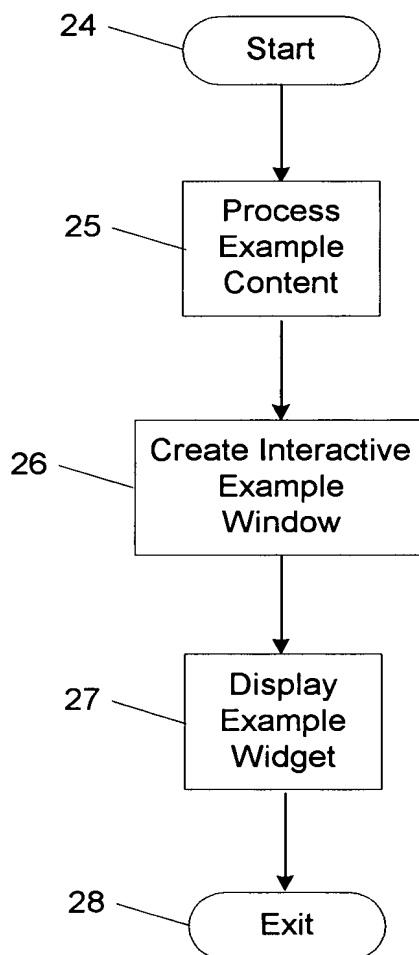 24
Start
25
Process
Example
Content
26
Create Interactive
Example
Window
27
Display
Example
Widget
28
Exit